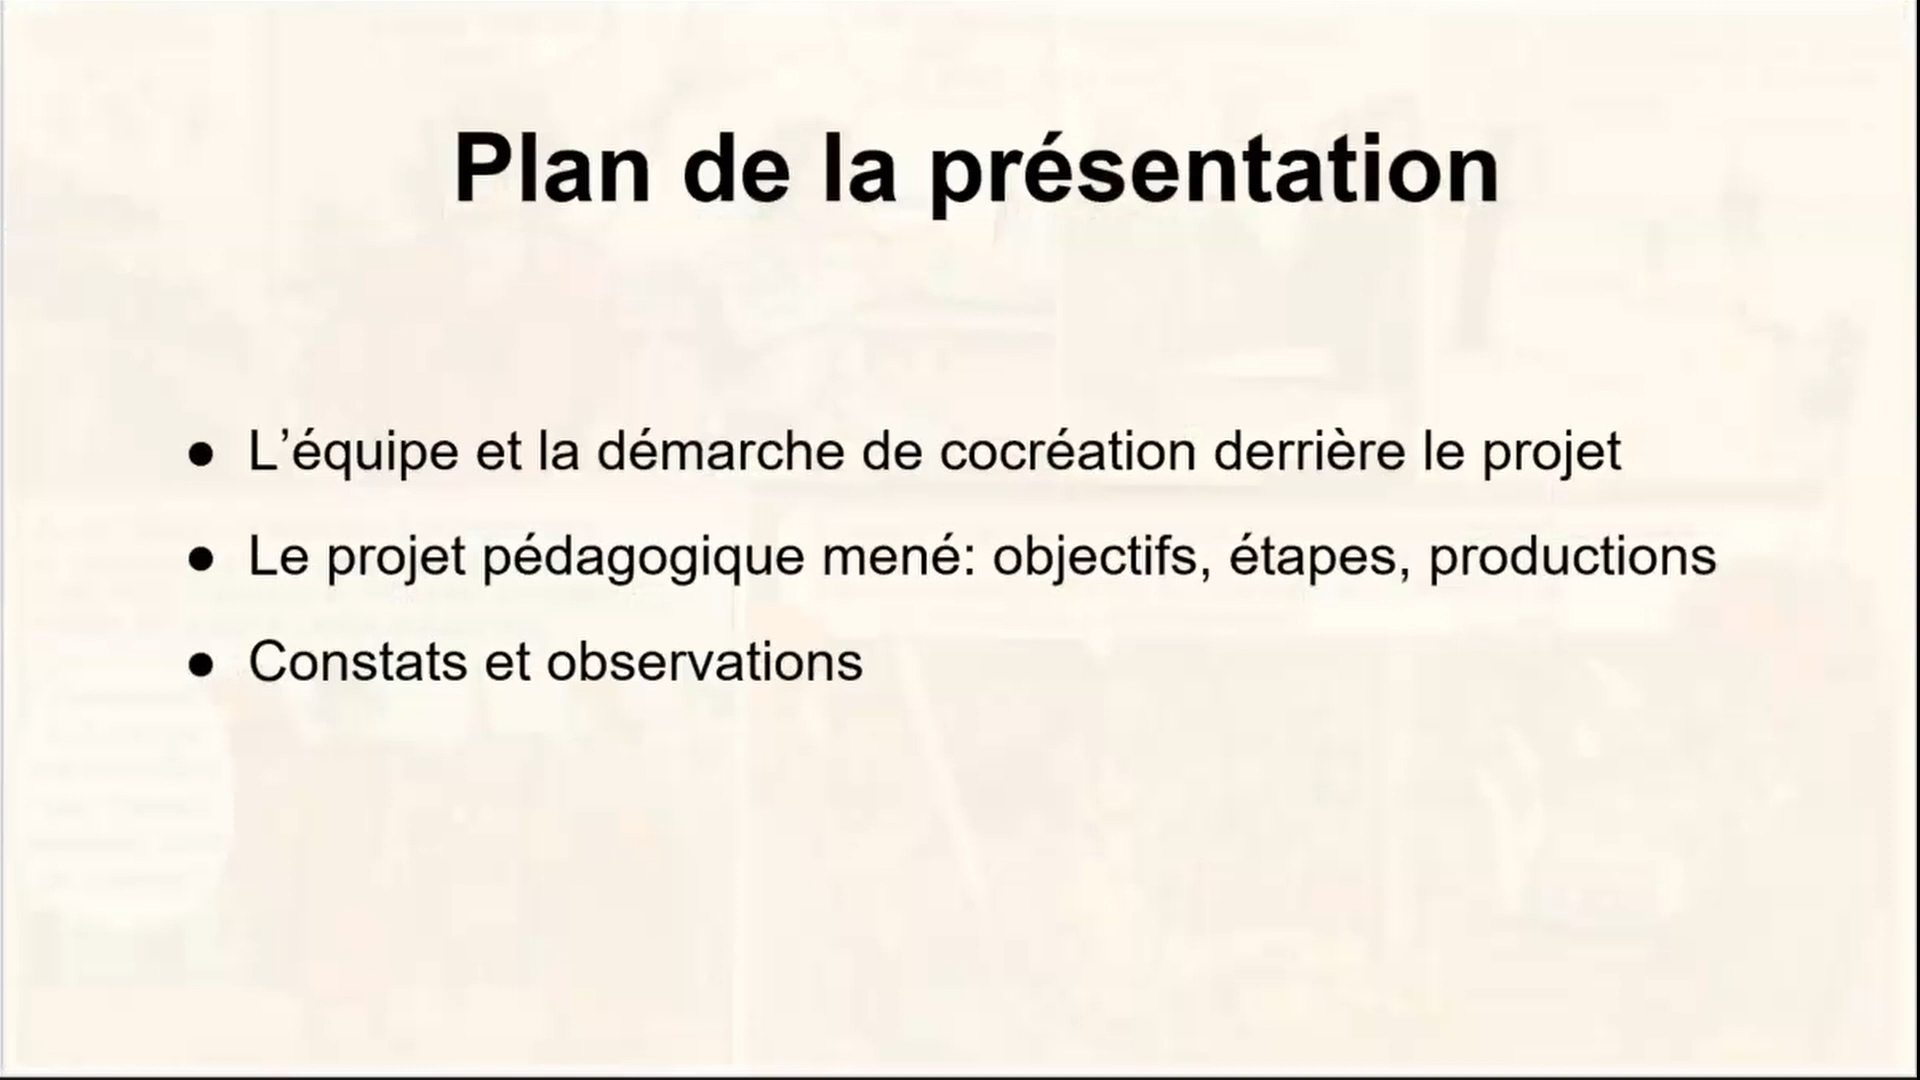 Plan de la présentation
● L’équipe et la démarche de cocréation derrière le projet
● Le projet pédagogique mené: objectifs, étapes, productions
● Constats et observations